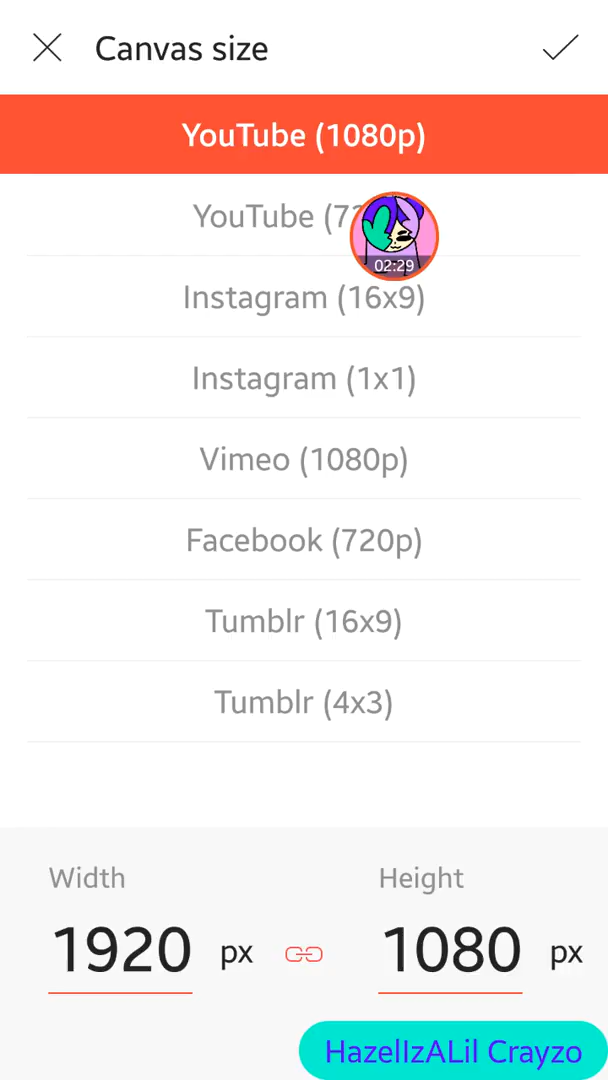 Canvas size
YouTube (1080p)
YouTube (7
02:29
Instagram (16x9)
Instagram (1x1)
Vimeo (1080p)
Facebook (720p)
Tumblr (16x9)
Tumblr (4x3)
Width
Height
1920 px
1080 px
HazelIzALil Crayzo